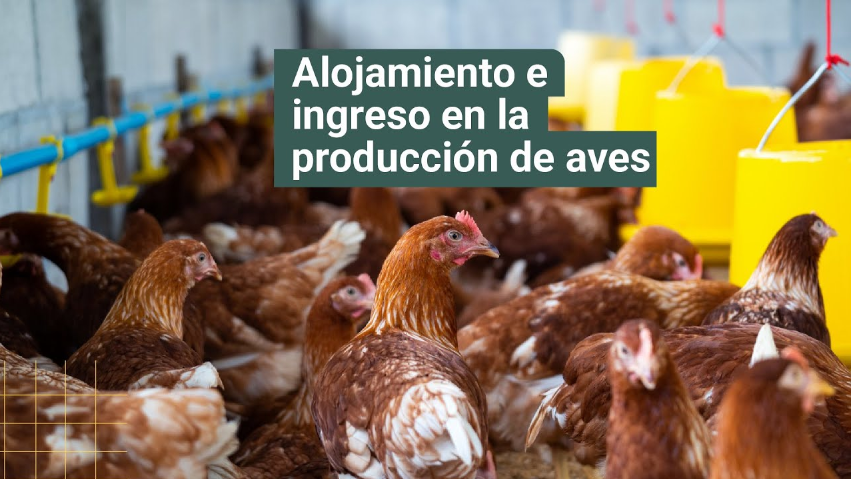 Alojamiento e
ingreso en la
producción de aves